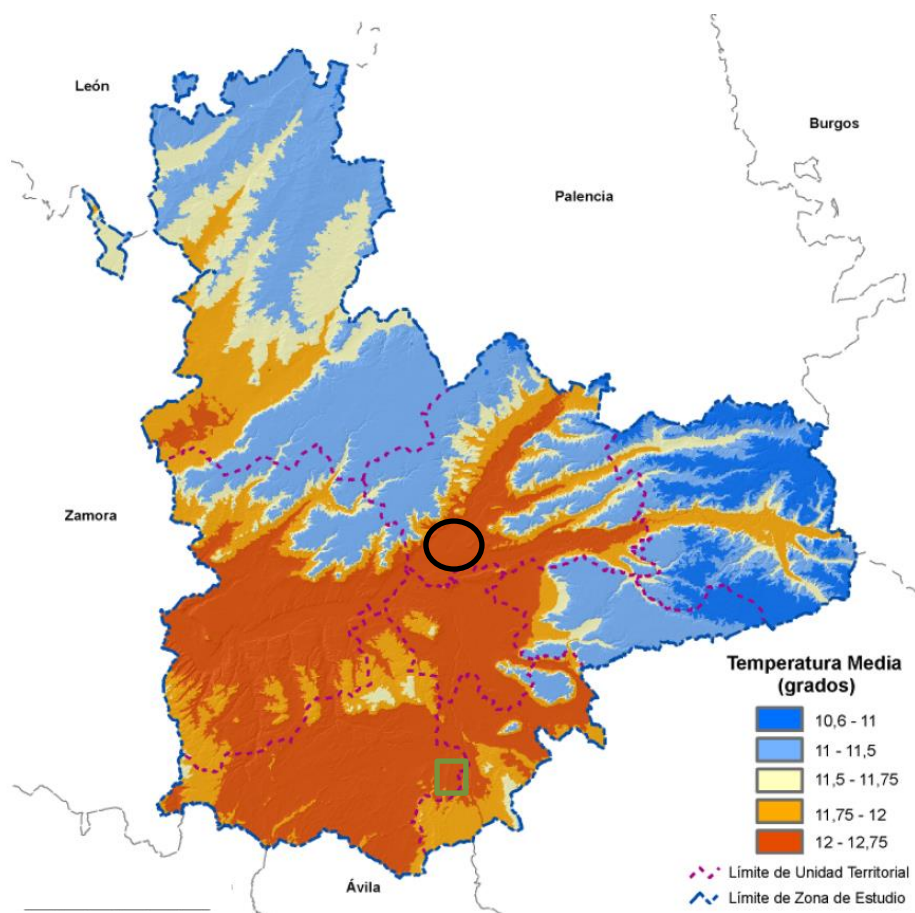 León
Burgos
Palencia
Zamora
Ávila
Temperatura Media
(grados)
10,6 - 11
11 - 11,5
11,5 - 11,75
11,75 - 12
12 - 12,75
Límite de Unidad Territorial
Límite de Zona de Estudio